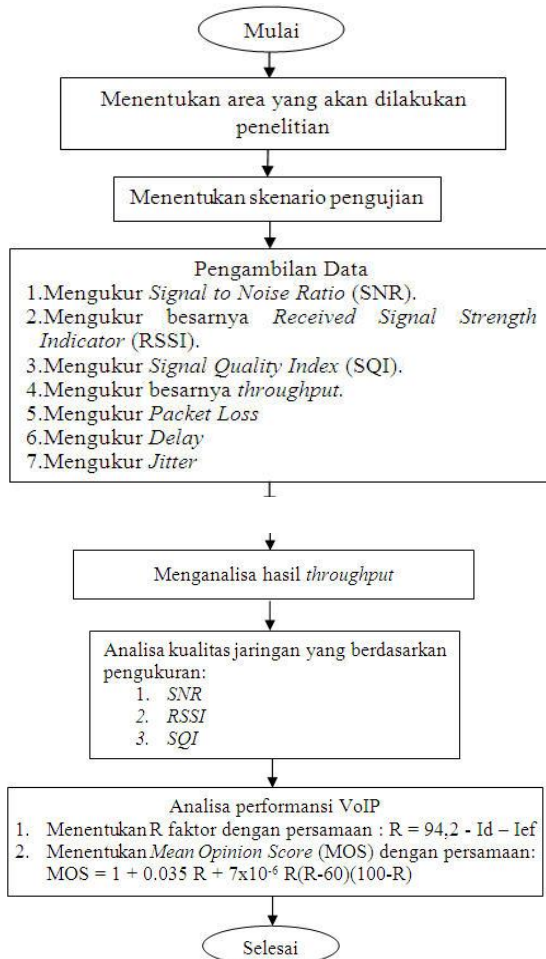 Mulai
Menentukan area yang akan dilakukan
penelitian
Menentukan skenario pengujian
Pengambilan Data
1.Mengukur Signal to Noise Ratio (SNR).
2.Mengukur besarnya Received Signal Strength
Indicator (RSSI).
3.Mengukur Signal Quality Index (SQI).
4.Mengukur besarnya throughput.
5.Mengukur Packet Loss
6.Mengukur Delay
7.Mengukur Jitter
Menganalisa hasil throughput
Analisa kualitas jaringan yang berdasarkan
pengukuran:
1. SNR
2. RSSI
3. SQI
Analisa performansi VoIP
1. Menentukan R faktor dengan persamaan : R = 94,2 - Id – Ief
2. Menentukan Mean Opinion Score (MOS) dengan persamaan:
MOS = 1 + 0.035 R + 7x10⁻⁶ R(R-60)(100-R)
Selesai